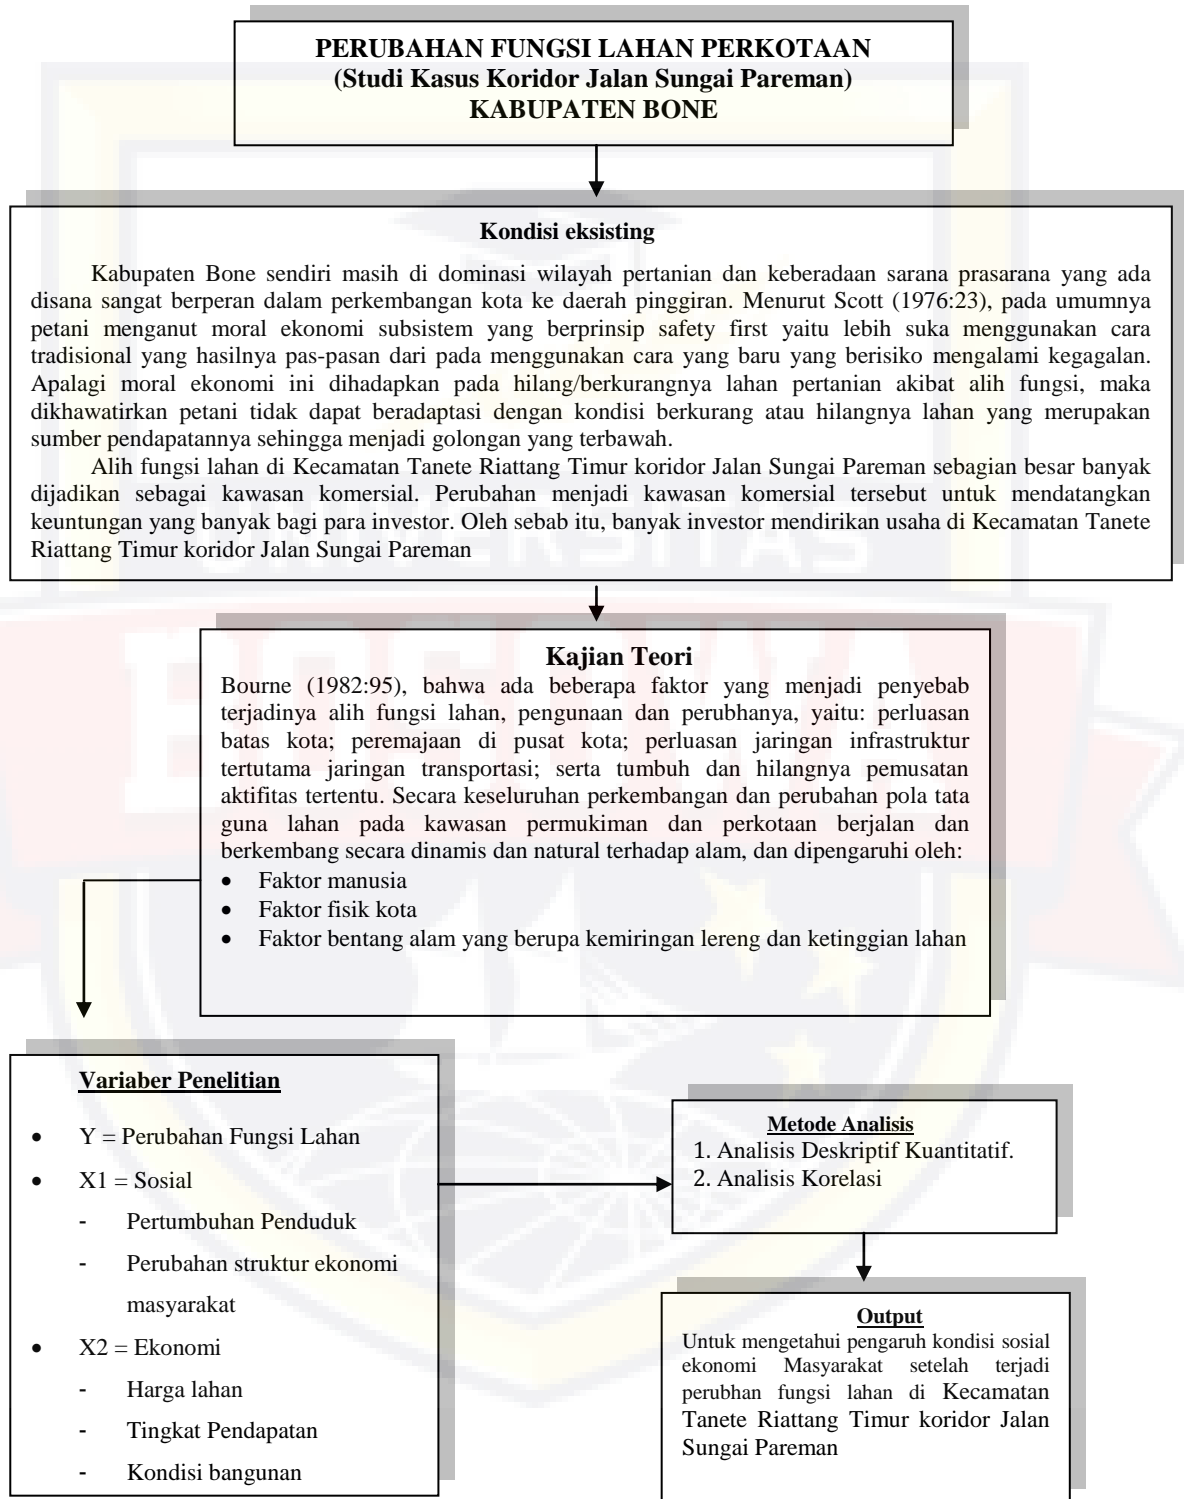 PERUBAHAN FUNGSI LAHAN PERKOTAAN
(Studi Kasus Koridor Jalan Sungai Pareman)
KABUPATEN BONE
Kondisi eksisting
Kabupaten Bone sendiri masih di dominasi wilayah pertanian dan keberadaan sarana prasarana yang ada
disana sangat berperan dalam perkembangan kota ke daerah pinggiran. Menurut Scott (1976:23), pada umumnya
petani menganut moral ekonomi subsistem yang berprinsip safety first yaitu lebih suka menggunakan cara
tradisional yang hasilnya pas-pasan dari pada menggunakan cara yang baru yang berisiko mengalami kegagalan.
Apalagi moral ekonomi ini dihadapkan pada hilang/berkurangnya lahan pertanian akibat alih fungsi, maka
dikhawatirkan petani tidak dapat beradaptasi dengan kondisi berkurang atau hilangnya lahan yang merupakan
sumber pendapatannya sehingga menjadi golongan yang terbawah.
Alih fungsi lahan di Kecamatan Tanete Riattang Timur koridor Jalan Sungai Pareman sebagian besar banyak
dijadikan sebagai kawasan komersial. Perubahan menjadi kawasan komersial tersebut untuk mendatangkan
keuntungan yang banyak bagi para investor. Oleh sebab itu, banyak investor mendirikan usaha di Kecamatan Tanete
Riattang Timur koridor Jalan Sungai Pareman
UNIVERSITAS
BOSOWA
Kajian Teori
Bourne (1982:95), bahwa ada beberapa faktor yang menjadi penyebab
terjadinya alih fungsi lahan, pengunaan dan perubhanya, yaitu: perluasan
batas kota; peremajaan di pusat kota; perluasan jaringan infrastruktur
tertutama jaringan transportasi; serta tumbuh dan hilangnya pemusatan
aktifitas tertentu. Secara keseluruhan perkembangan dan perubahan pola tata
guna lahan pada kawasan permukiman dan perkotaan berjalan dan
berkembang secara dinamis dan natural terhadap alam, dan dipengaruhi oleh:
• Faktor manusia
• Faktor fisik kota
• Faktor bentang alam yang berupa kemiringan lereng dan ketinggian lahan
Variaber Penelitian
• Y = Perubahan Fungsi Lahan
• X1 = Sosial
- Pertumbuhan Penduduk
- Perubahan struktur ekonomi
masyarakat
• X2 = Ekonomi
- Harga lahan
- Tingkat Pendapatan
- Kondisi bangunan
Metode Analisis
1. Analisis Deskriptif Kuantitatif.
2. Analisis Korelasi
Output
Untuk mengetahui pengaruh kondisi sosial
ekonomi Masyarakat setelah terjadi
perubhan fungsi lahan di Kecamatan
Tanete Riattang Timur koridor Jalan
Sungai Pareman